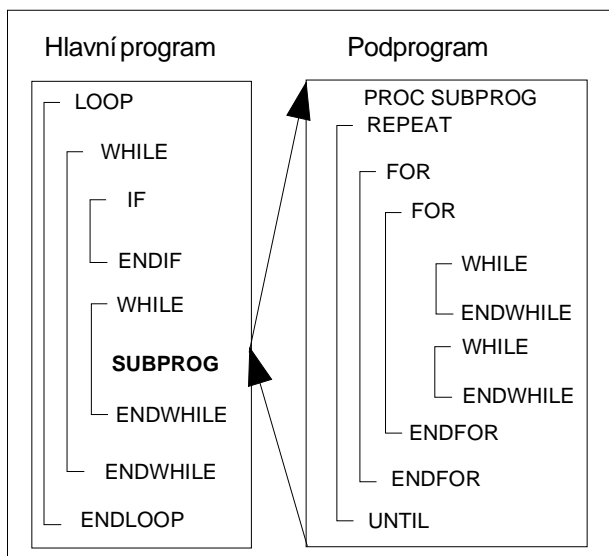 Hlavní program
LOOP
WHILE
IF
ENDIF
WHILE
SUBPROG
ENDWHILE
ENDWHILE
ENDLOOP
Podprogram
PROC SUBPROG
REPEAT
FOR
FOR
WHILE
ENDWHILE
WHILE
ENDWHILE
ENDFOR
ENDFOR
UNTIL